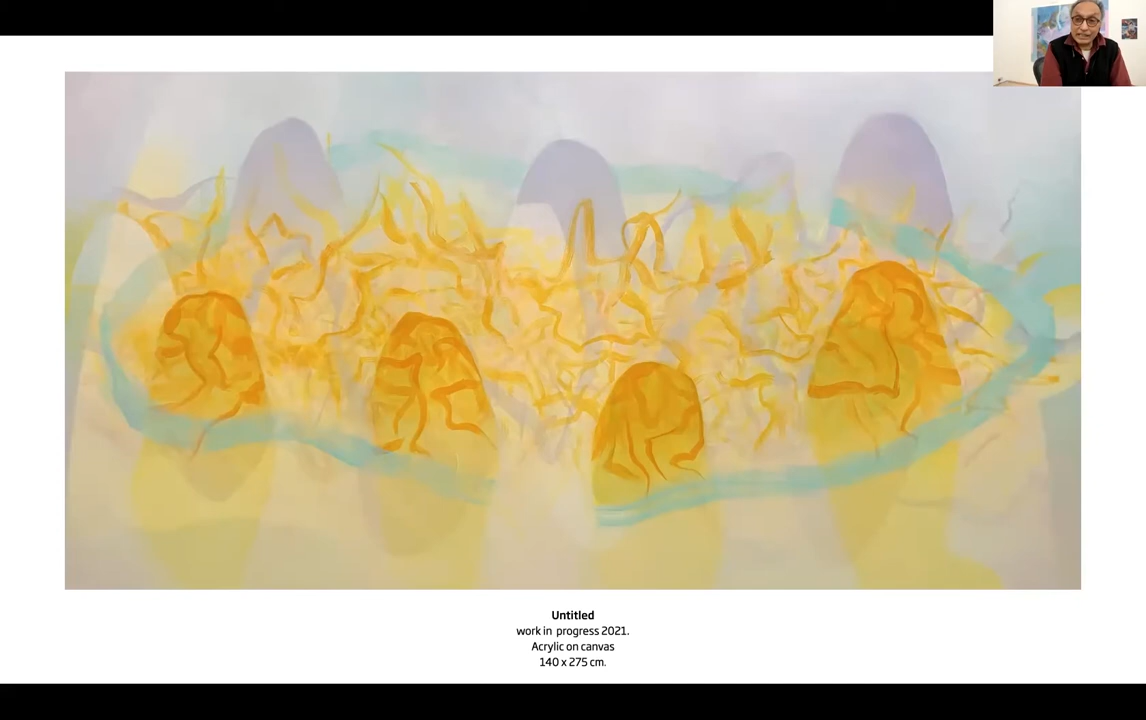 Untitled
work in progress 2021.
Acrylic on canvas
140 x 275 cm.